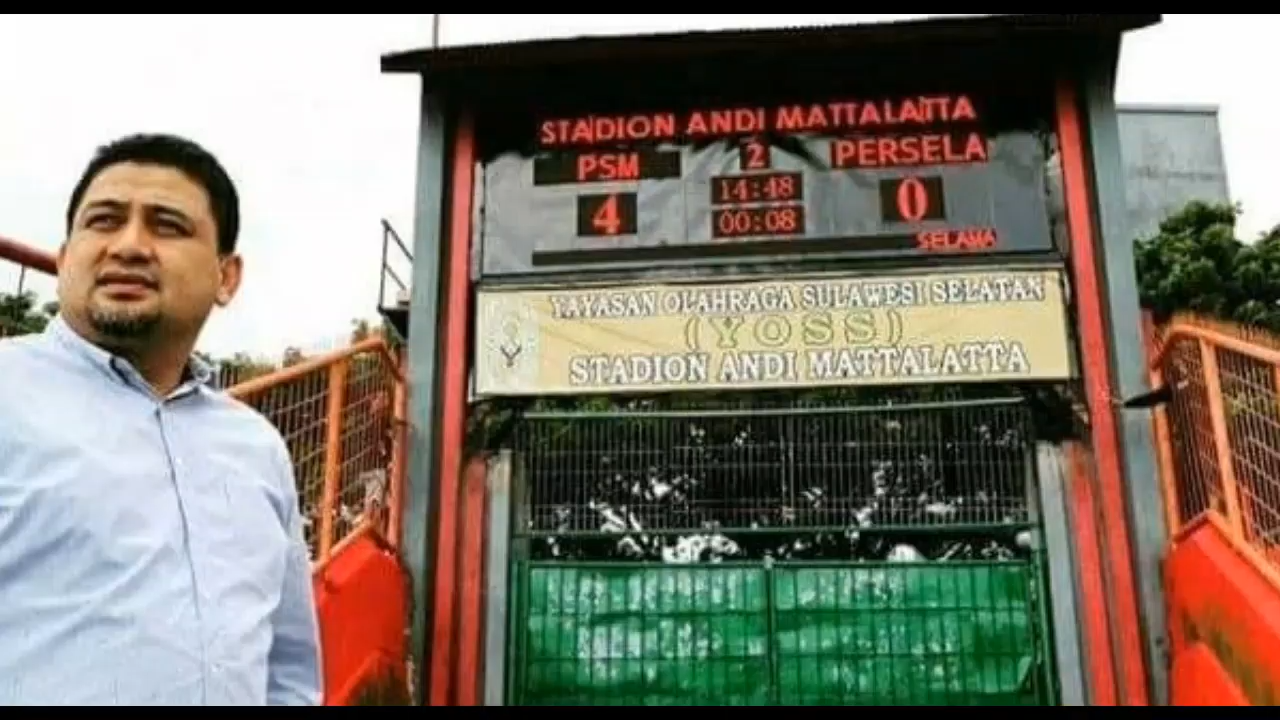 STADION ANDI MATTALATTA
PSM 2 PERSELA
14:48
4 00:08 0
SELAMA
YAYASAN OLAHRAGA SULAWESI SELATAN
(YOSS)
STADION ANDI MATTALATTA